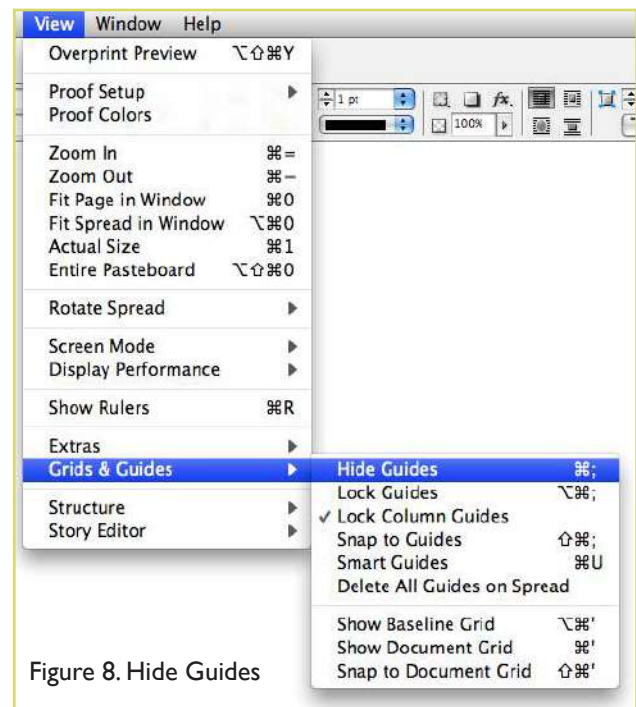 View Window Help
Overprint Preview ⌥⇧⌘Y
Proof Setup
Proof Colors
1 pt
fx.
100%
Zoom In ⌘=
Zoom Out ⌘−
Fit Page in Window ⌘0
Fit Spread in Window ⌥⌘0
Actual Size ⌘1
Entire Pasteboard ⌥⇧⌘0
Rotate Spread
Screen Mode
Display Performance
Show Rulers ⌘R
Extras
Grids & Guides
Structure
Story Editor
Hide Guides ⌘;
Lock Guides ⌥⌘;
✓ Lock Column Guides
Snap to Guides ⇧⌘;
Smart Guides ⌘U
Delete All Guides on Spread
Show Baseline Grid ⌥⌘'
Show Document Grid ⌘'
Snap to Document Grid ⇧⌘'
Figure 8. Hide Guides